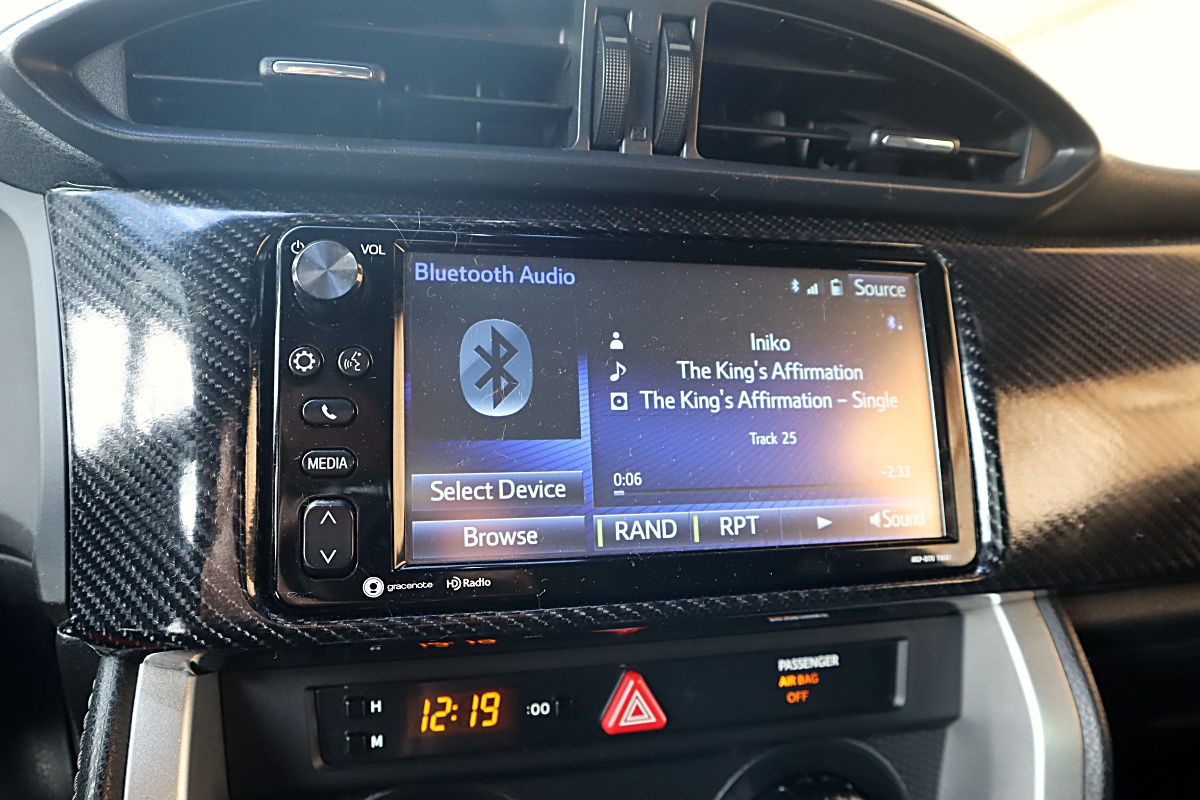 VOL
Bluetooth Audio
Source
Iniko
The King's Affirmation
The King's Affirmation – Single
Track 25
0:06
-2:33
MEDIA
Select Device
Browse
RAND
RPT
Sound
gracenote
HD Radio
H
12:19
:00
M
PASSENGER
AIR BAG
OFF